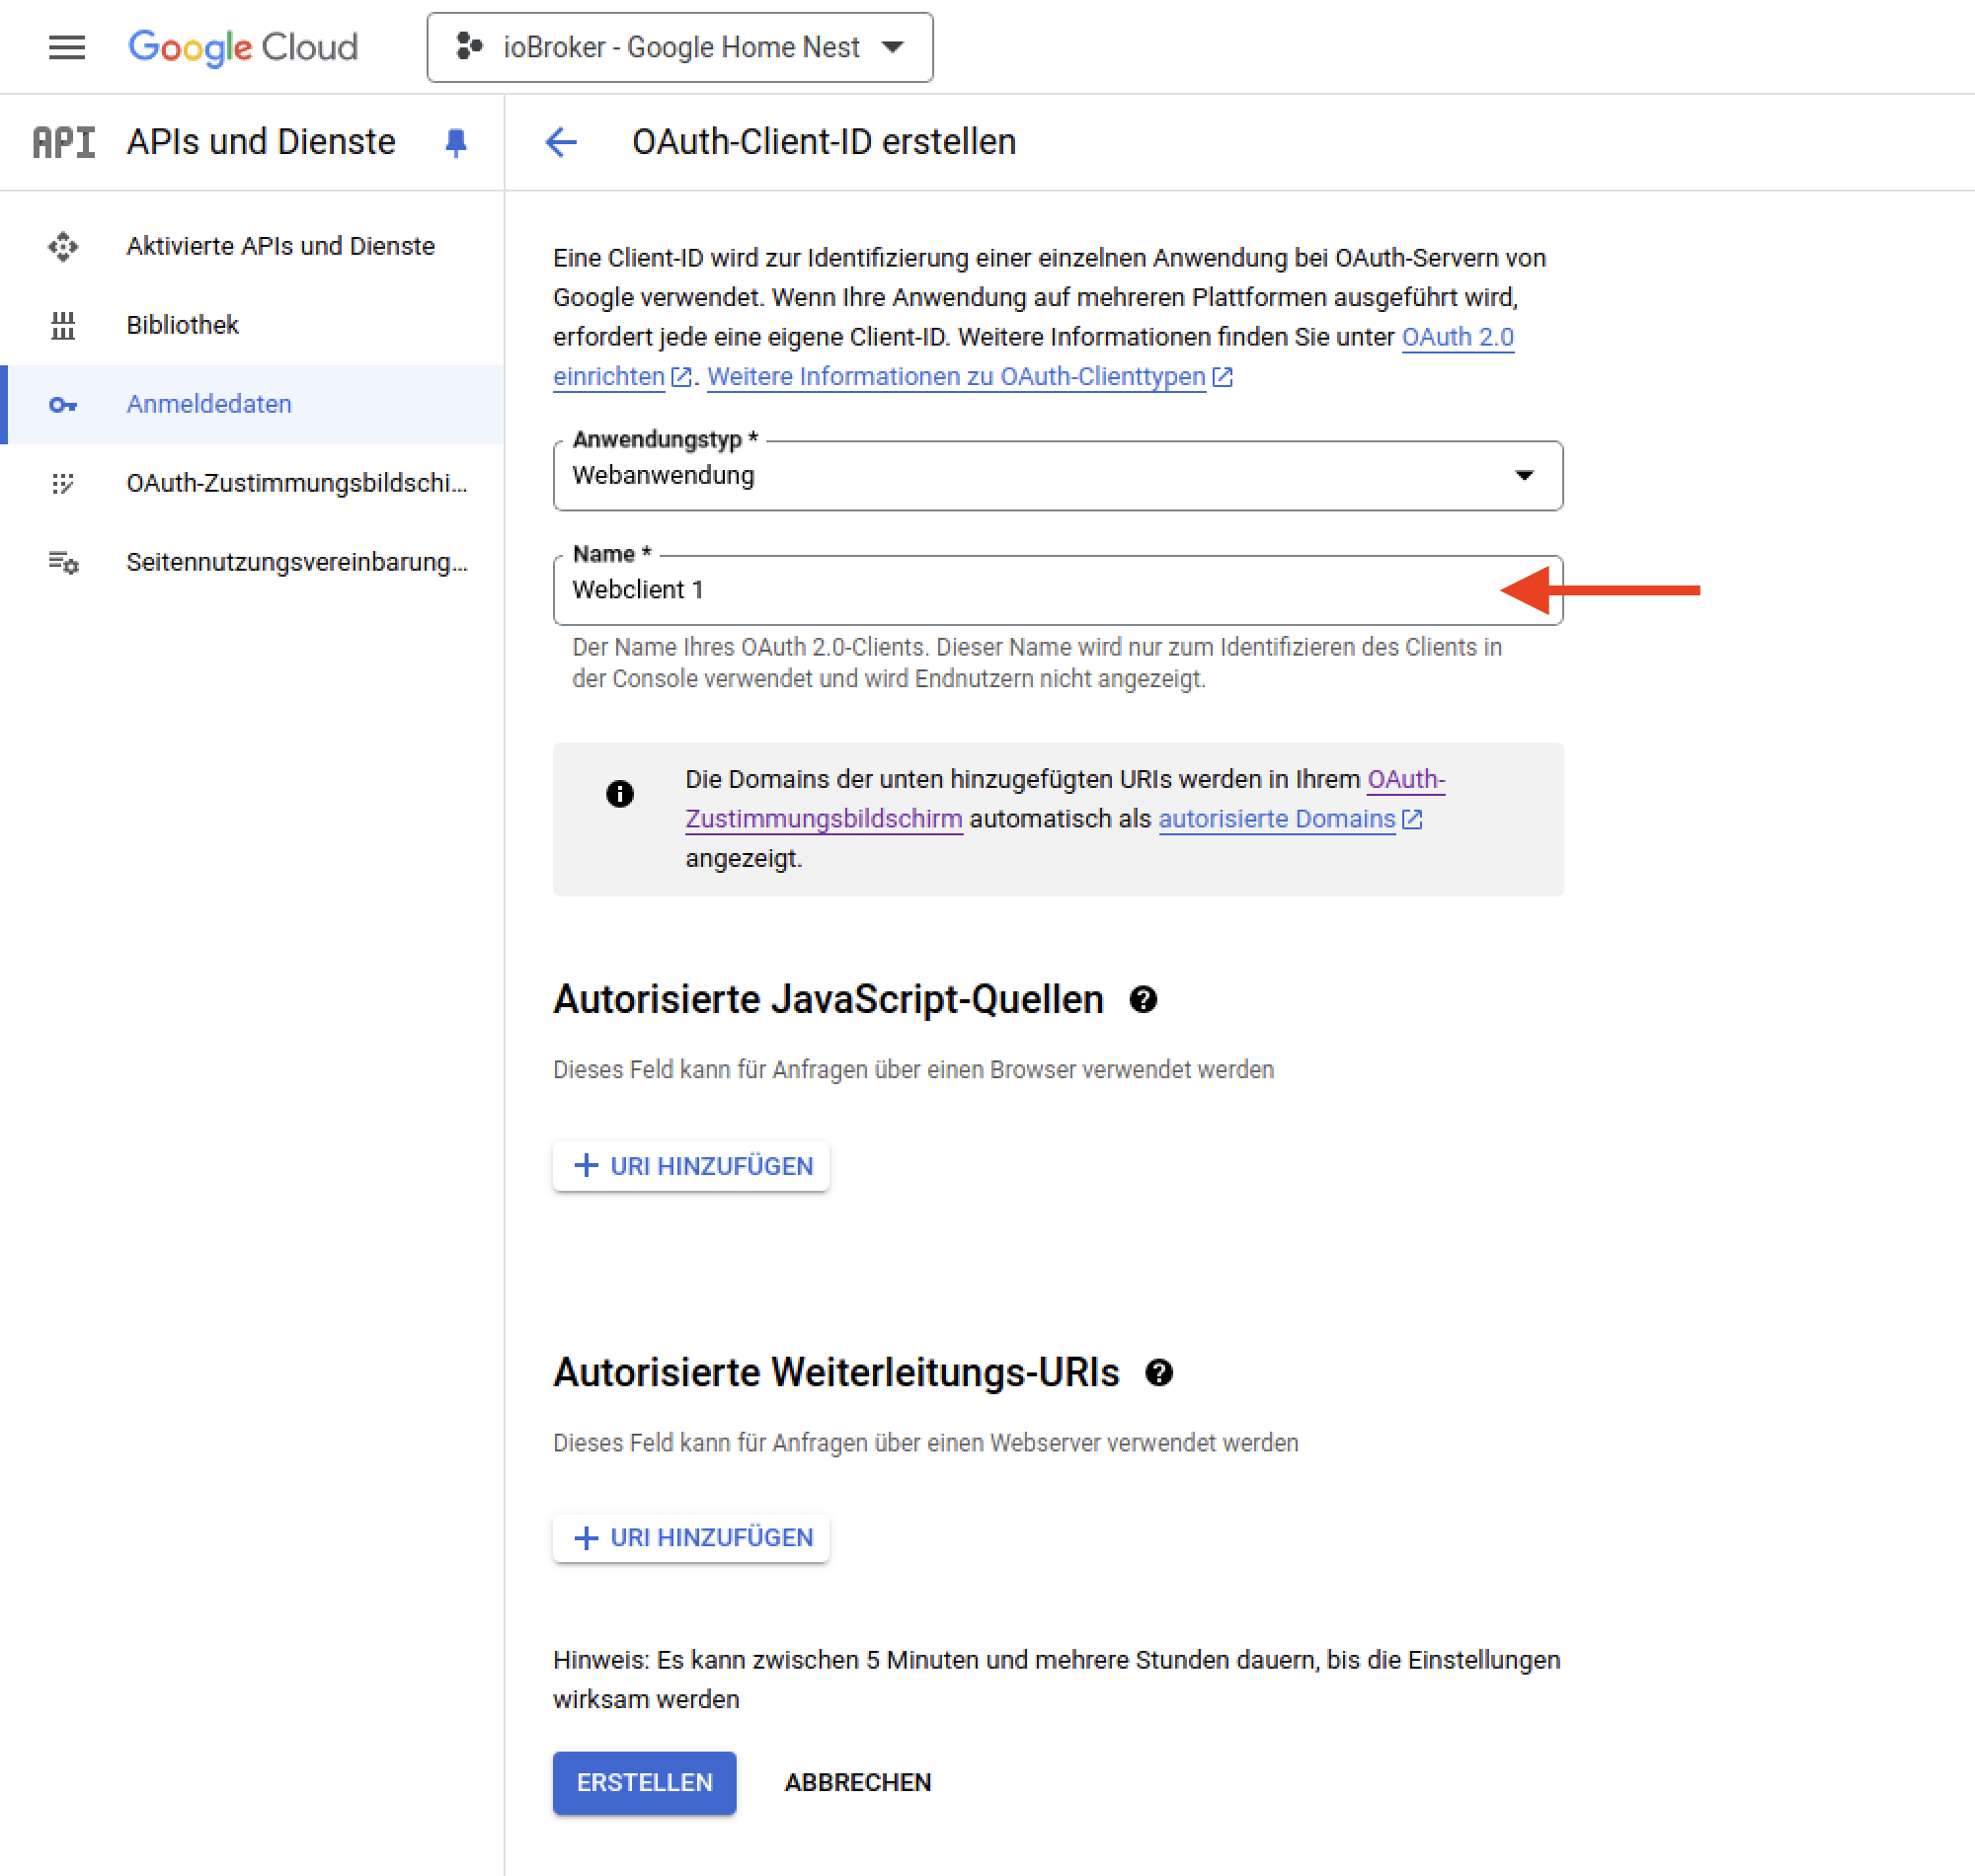 Google Cloud
ioBroker - Google Home Nest
API
APIs und Dienste
OAuth-Client-ID erstellen
Aktivierte APIs und Dienste
Bibliothek
Anmeldedaten
OAuth-Zustimmungsbildschi...
Seitennutzungsvereinbarung...
Eine Client-ID wird zur Identifizierung einer einzelnen Anwendung bei OAuth-Servern von
Google verwendet. Wenn Ihre Anwendung auf mehreren Plattformen ausgeführt wird,
erfordert jede eine eigene Client-ID. Weitere Informationen finden Sie unter OAuth 2.0
einrichten. Weitere Informationen zu OAuth-Clienttypen
Anwendungstyp *
Webanwendung
Name *
Webclient 1
Der Name Ihres OAuth 2.0-Clients. Dieser Name wird nur zum Identifizieren des Clients in
der Console verwendet und wird Endnutzern nicht angezeigt.
Die Domains der unten hinzugefügten URIs werden in Ihrem OAuth-
Zustimmungsbildschirm automatisch als autorisierte Domains
angezeigt.
Autorisierte JavaScript-Quellen
Dieses Feld kann für Anfragen über einen Browser verwendet werden
+ URI HINZUFÜGEN
Autorisierte Weiterleitungs-URIs
Dieses Feld kann für Anfragen über einen Webserver verwendet werden
+ URI HINZUFÜGEN
Hinweis: Es kann zwischen 5 Minuten und mehrere Stunden dauern, bis die Einstellungen
wirksam werden
ERSTELLEN
ABBRECHEN